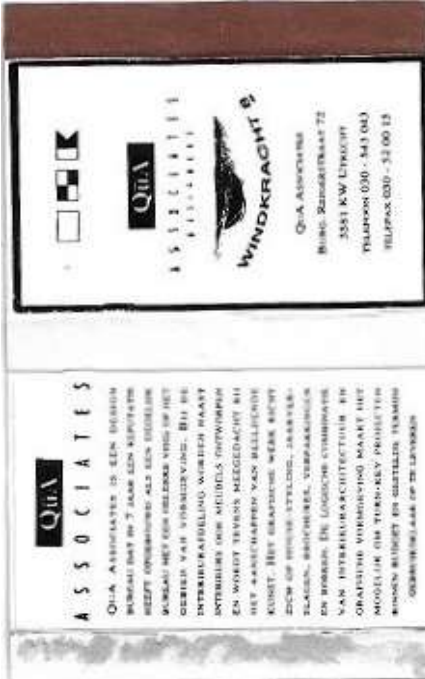 QuA
ASSOCIATES
QuA ASSOCIATES IS EEN DESIGN
BUREAU DAT IN 7 JAAR EEN REPUTATIE
HEEFT OPGEBOUWD ALS EEN DEGELIJK
BUREAU MET EEN HELDERE VISIE OP HET
GEBIED VAN VORMGEVING. BIJ DE
INTERIEURAFDELING WORDEN NAAST
INTERIEURS OOK MEUBELS ONTWORPEN
EN WORDT TEVENS MEEGEDACHT BIJ
HET AANSCHAFFEN VAN BEELDENDE
KUNST. HET GRAFISCHE WERK RICHT
ZICH OP HOUSE-STYLING, JAARVER-
SLAGEN, BROCHURES, VERPAKKINGEN
EN BOEKEN. DE LOGISCHE COMBINATIE
VAN INTERIEURARCHITECTUUR EN
GRAFISCHE VORMGEVING MAAKT HET
MOGELIJK OM TURN-KEY PROJECTEN
BINNEN BUDGET EN GESTELDE TERMIJN
GEBRUIKSKLAAR OP TE LEVEREN
QuA
ASSOCIATES
DESIGNERS
WINDKRACHT
QuA ASSOCIATES
BURG. REIGERSTRAAT 72
3581 KW UTRECHT
TELEFOON 030 - 543 043
TELEFAX 030 - 52 00 15